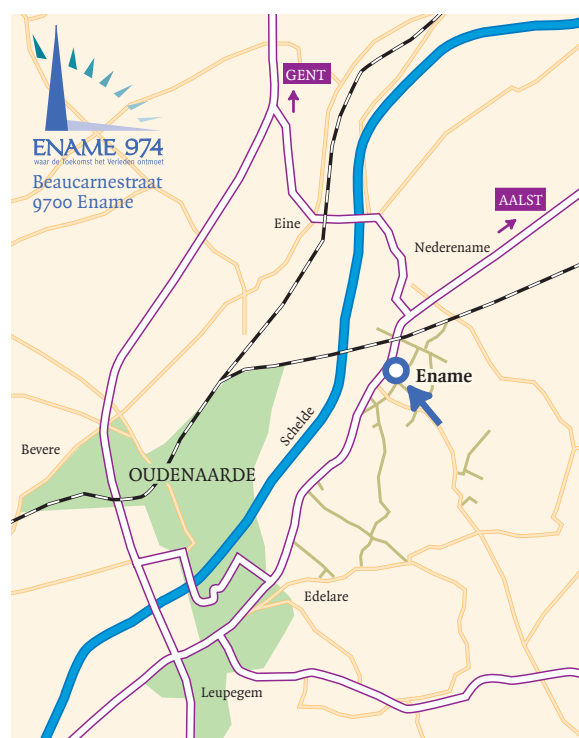 ENAME 974
waar de Toekomst het Verleden ontmoet
Beaucarnestraat
9700 Ename
GENT
AALST
Eine
Nederename
Ename
Schelde
Bevere
OUDENAARDE
Edelare
Leupegem